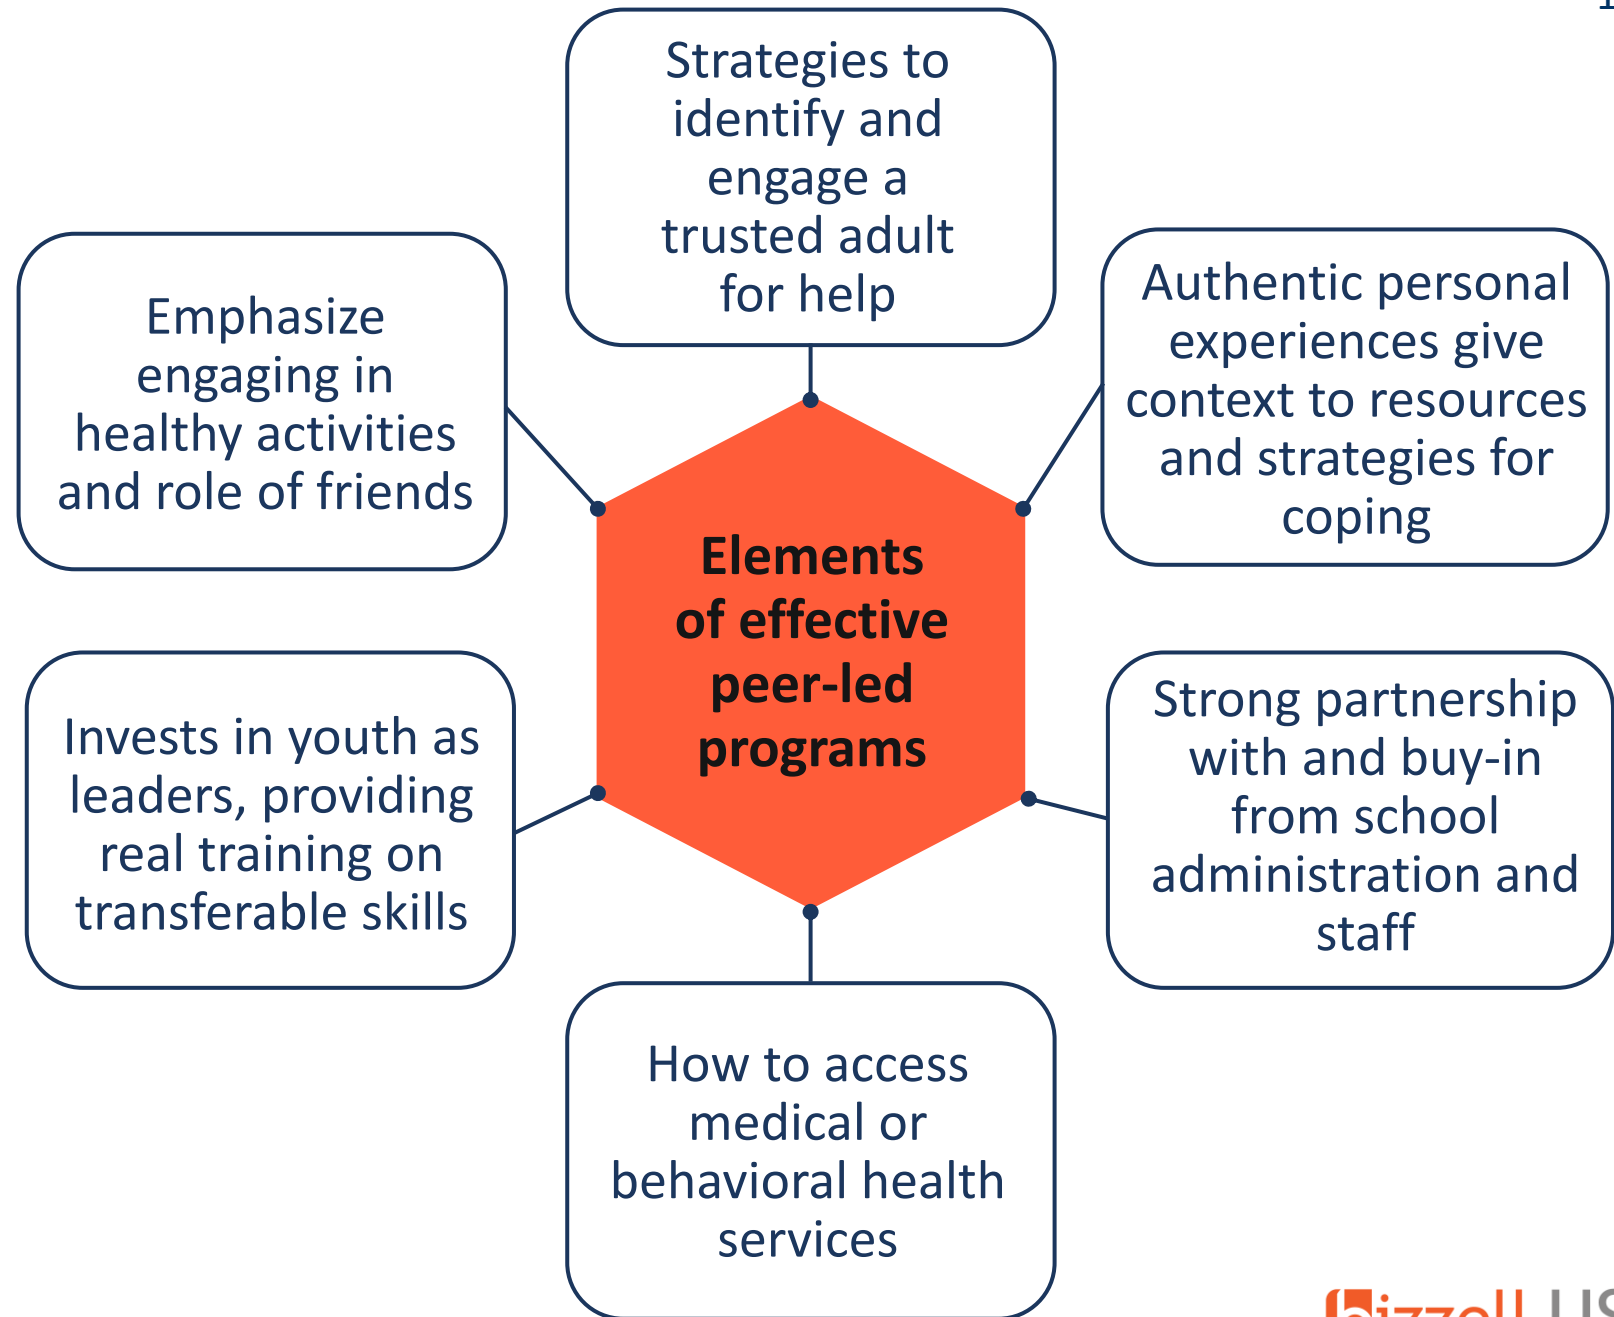 Strategies to
identify and
engage a
trusted adult
for help
Authentic personal
experiences give
context to resources
and strategies for
coping
Strong partnership
with and buy-in
from school
administration and
staff
How to access
medical or
behavioral health
services
Invests in youth as
leaders, providing
real training on
transferable skills
Emphasize
engaging in
healthy activities
and role of friends
Elements
of effective
peer-led
programs
bizzell US